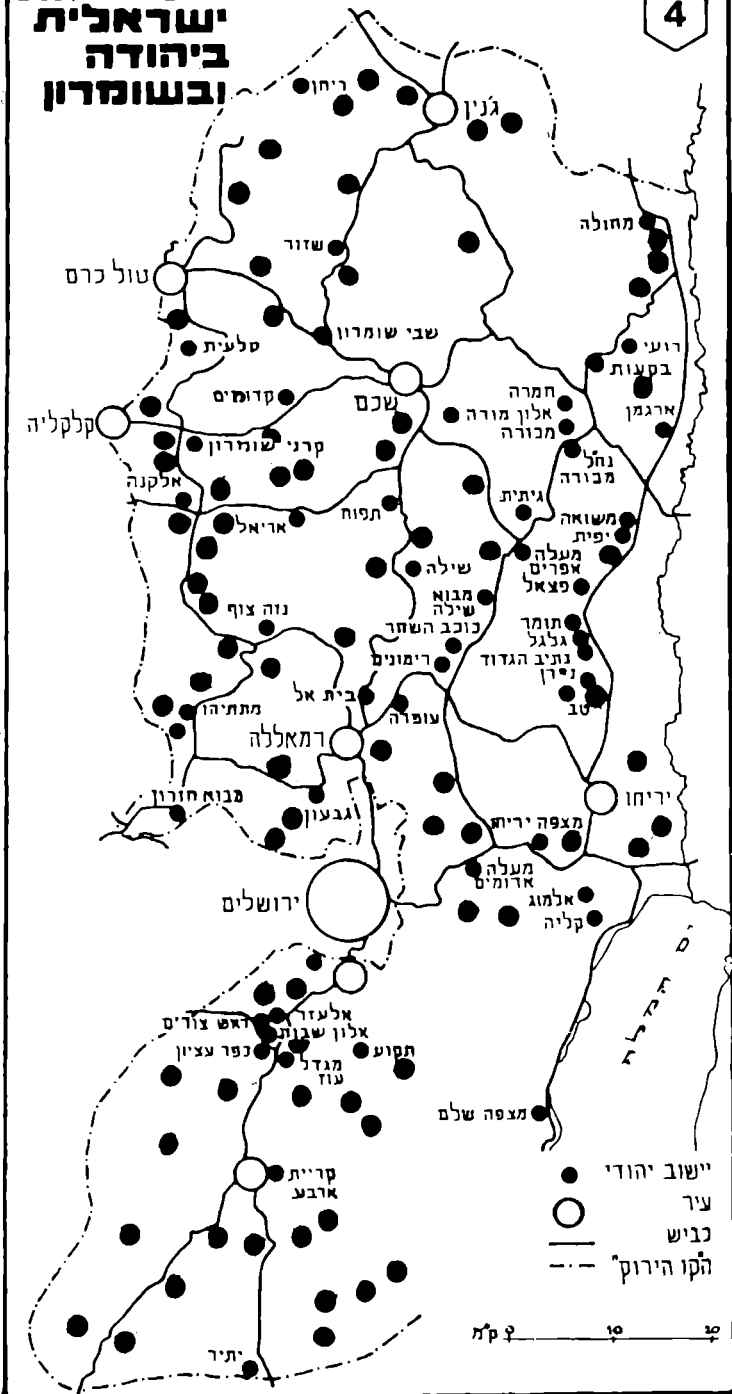 ישראלית
ביהודה
ובשומרון
4
ריחן
ג'נין
מחולה
שזור
טול כרם
שבי שומרון
סלעית
רועי
בקעות
קדומים
שכם
חמרה
אלון מורה
מכורה
ארגמן
קלקליה
קרני שומרון
נחל
מבורה
אלקנה
גיתית
תפוח
אריאל
משואה
יפית
מעלה
אפרים
שילה
פצאל
מבוא
שילה
נוה צוף
תומר
כוכב השחר
גלגל
רימונים
נתיב הגדוד
נירן
בית אל
מתתיהו
עופרה
טב
רמאללה
יריחו
מבוא חורון
גבעון
מצפה יריחו
מעלה
אדומים
ירושלים
אלמוג
קליה
ים המלח
אלעזר
ראש צורים
אלון שבות
כפר עציון
מגדל
עוז
תקוע
מצפה שלם
קריית
ארבע
יישוב יהודי
עיר
כביש
"הקו הירוק"
ק"מ 0 10 20
יתיר